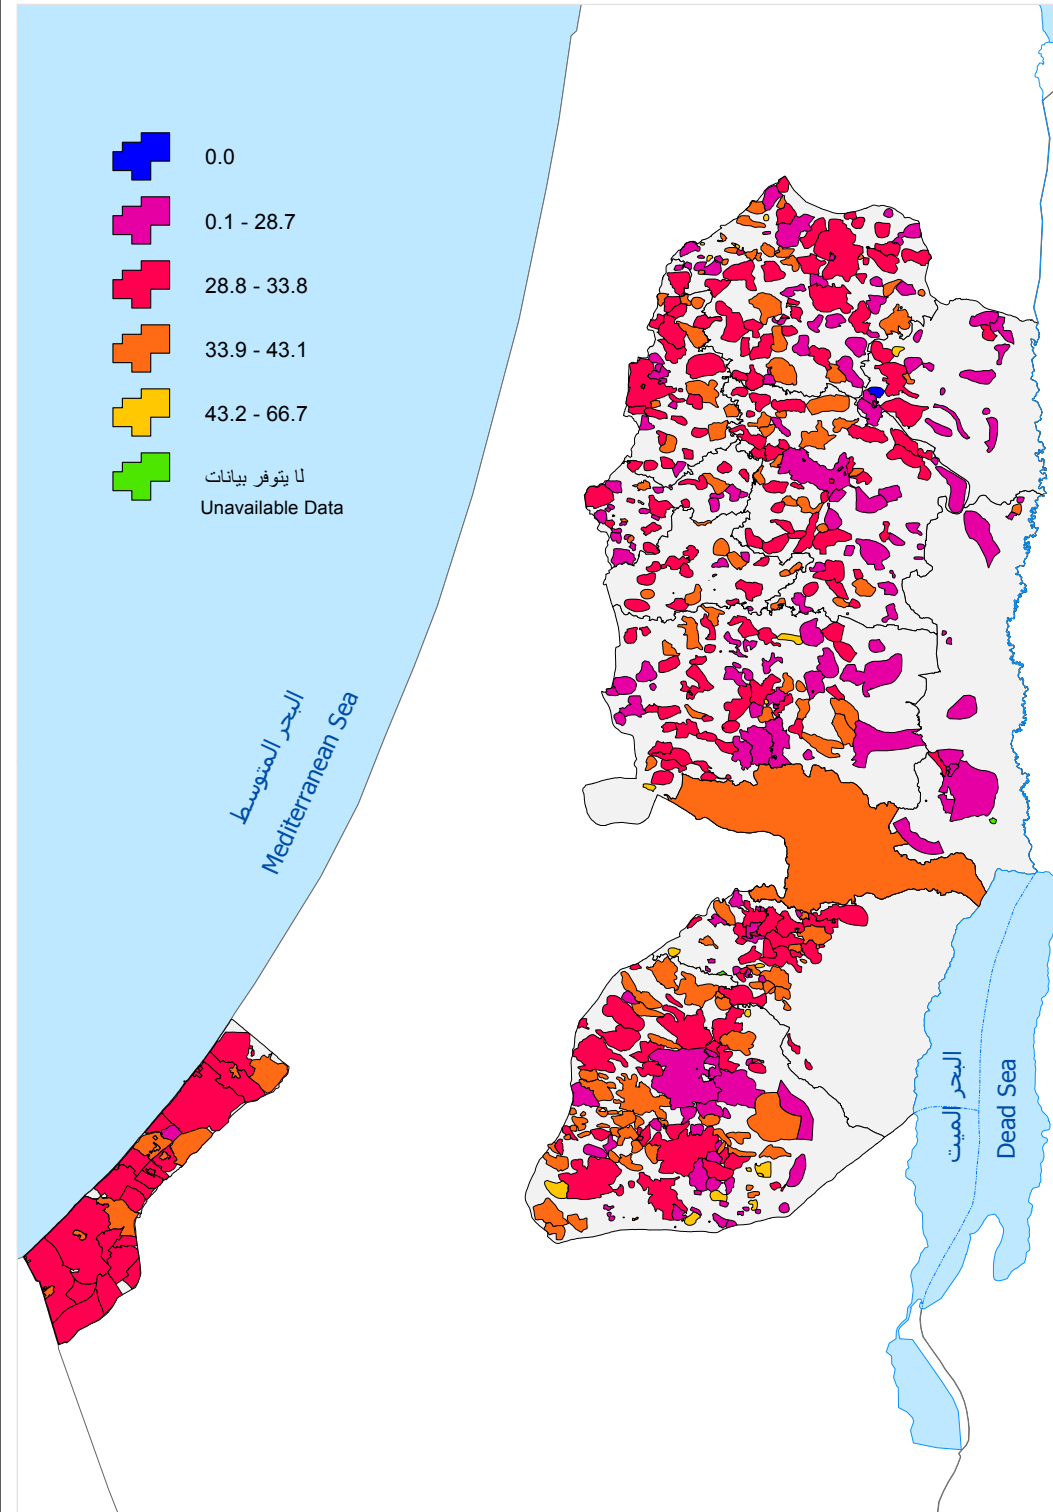 0.0
0.1 - 28.7
28.8 - 33.8
33.9 - 43.1
43.2 - 66.7
لا يتوفر بيانات
Unavailable Data
البحر المتوسط
Mediterranean Sea
البحر الميت
Dead Sea